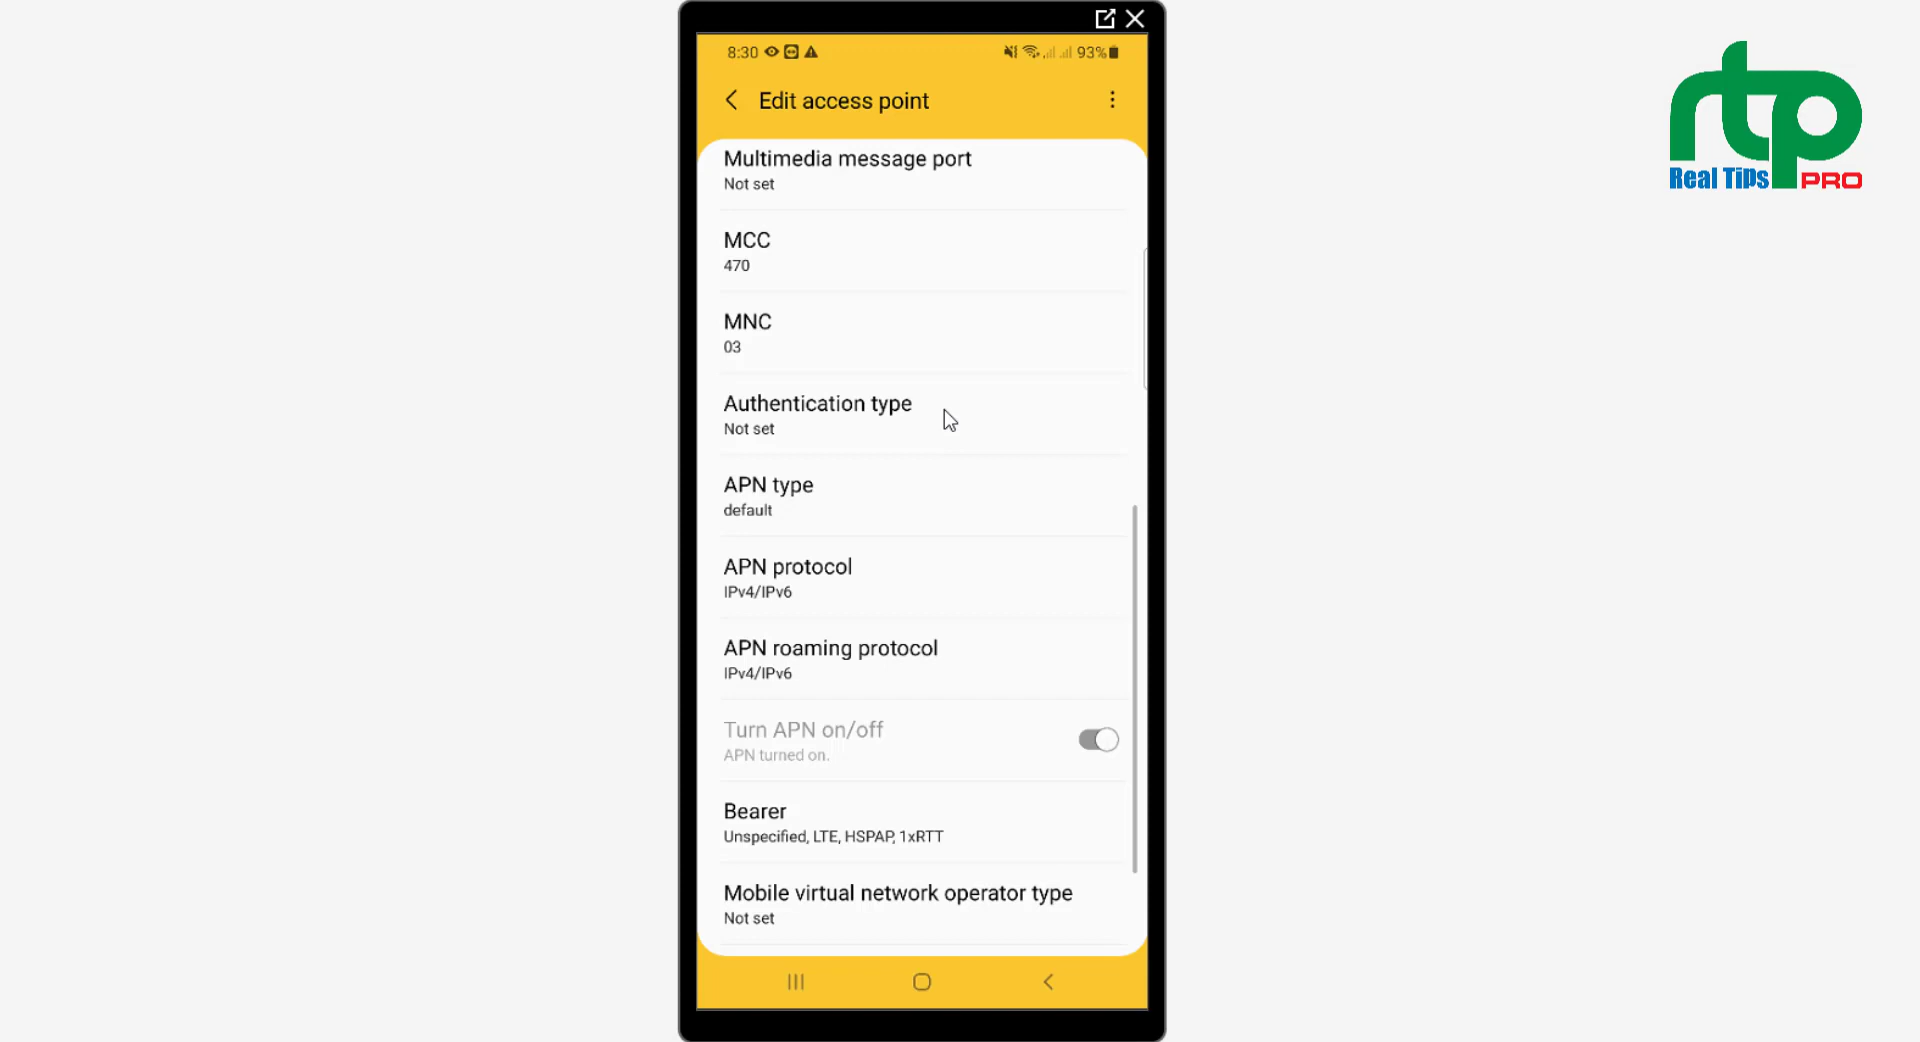 8:30 93%
Edit access point
Multimedia message port
Not set
MCC
470
MNC
03
Authentication type
Not set
APN type
default
APN protocol
IPv4/IPv6
APN roaming protocol
IPv4/IPv6
Turn APN on/off
APN turned on.
Bearer
Unspecified, LTE, HSPAP, 1xRTT
Mobile virtual network operator type
Not set
rtp
Real Tips PRO